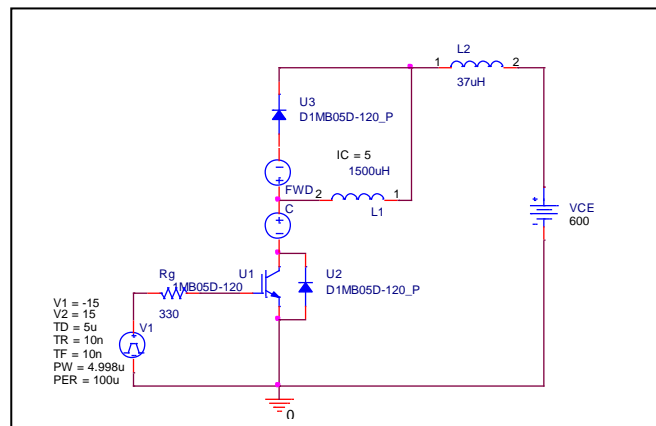 L2
1 2
37uH
U3
D1MB05D-120_P
IC = 5
1500uH
FWD
2 1
L1
C
VCE
600
Rg
U1
1MB05D-120
U2
D1MB05D-120_P
330
V1 = -15
V2 = 15
TD = 5u
TR = 10n
TF = 10n
PW = 4.998u
PER = 100u
V1
0